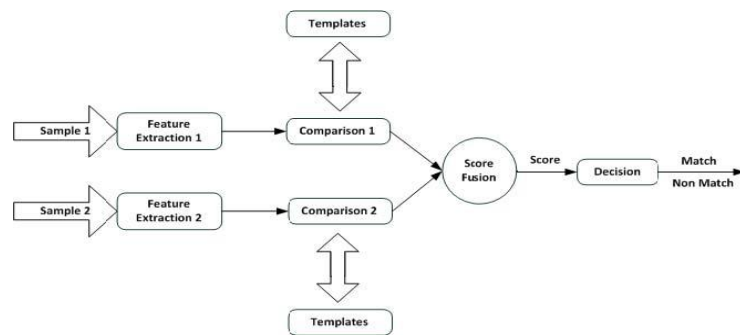 Templates
Sample 1
Feature
Extraction 1
Comparison 1
Score
Fusion
Score
Decision
Match
Non Match
Sample 2
Feature
Extraction 2
Comparison 2
Templates